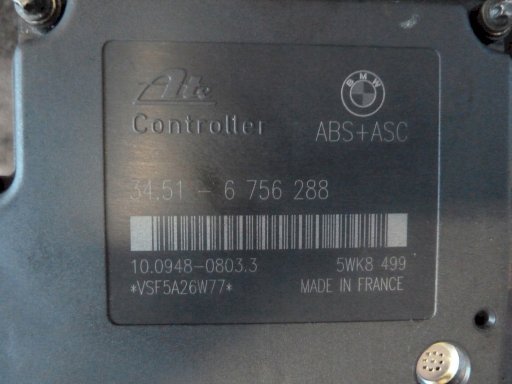 Ate
BMW
Controller
ABS+ASC
34.51 - 6 756 288
10.0948-0803.3
5WK8 499
*VSF5A26W77*
MADE IN FRANCE